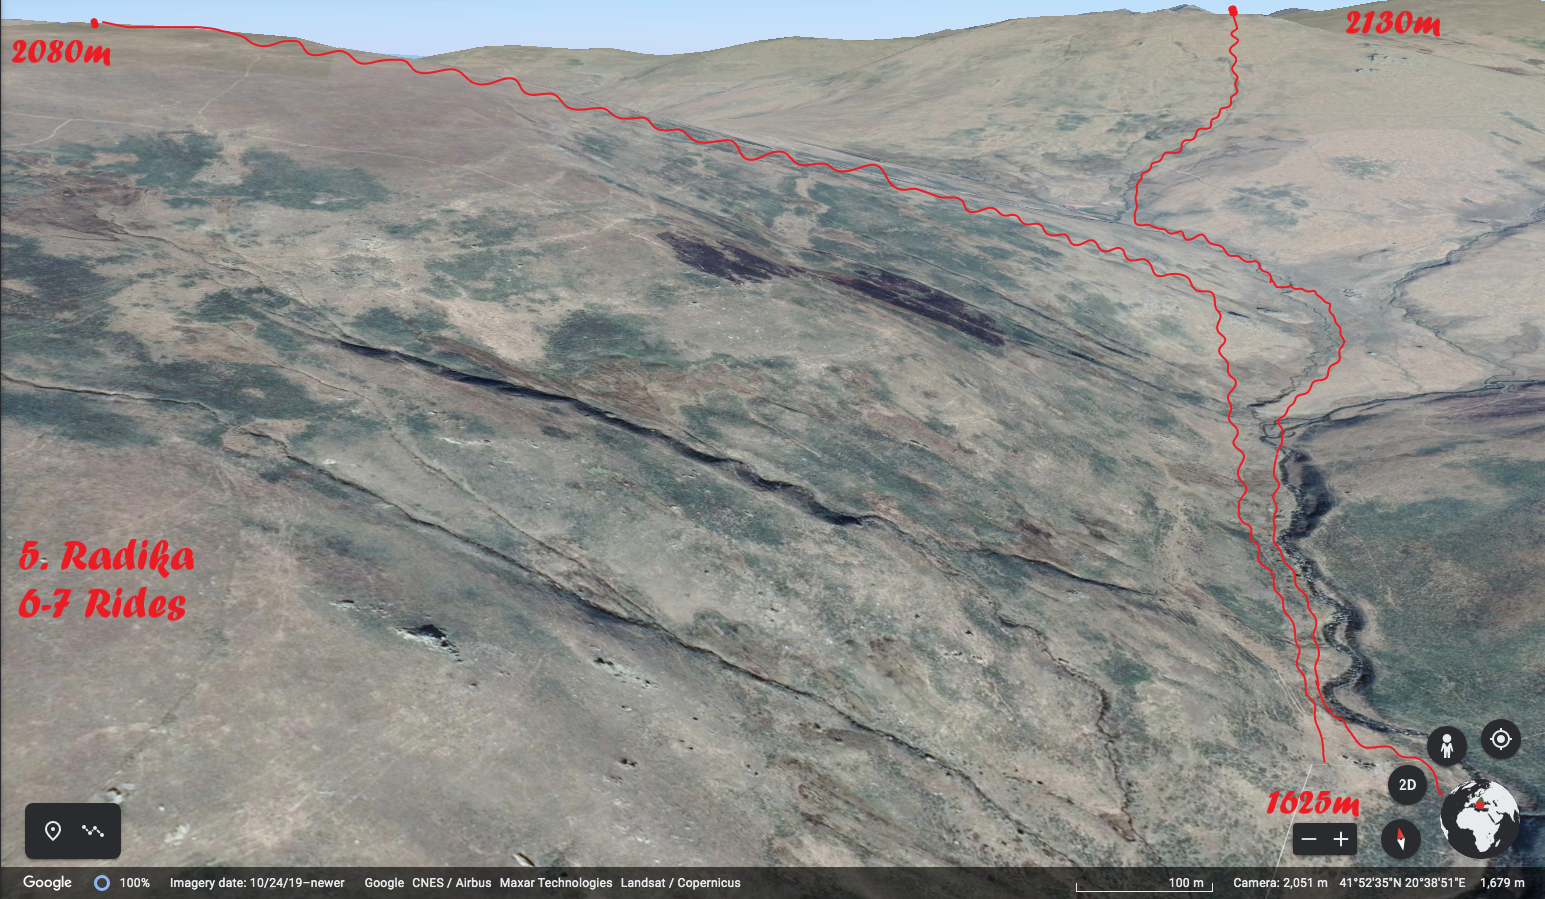 2080m
2130m
5. Radika
6-7 Rides
1625m
2D
100 m
Google 100% Imagery date: 10/24/19–newer Google CNES / Airbus Maxar Technologies Landsat / Copernicus Camera: 2,051 m 41°52'35"N 20°38'51"E 1,679 m